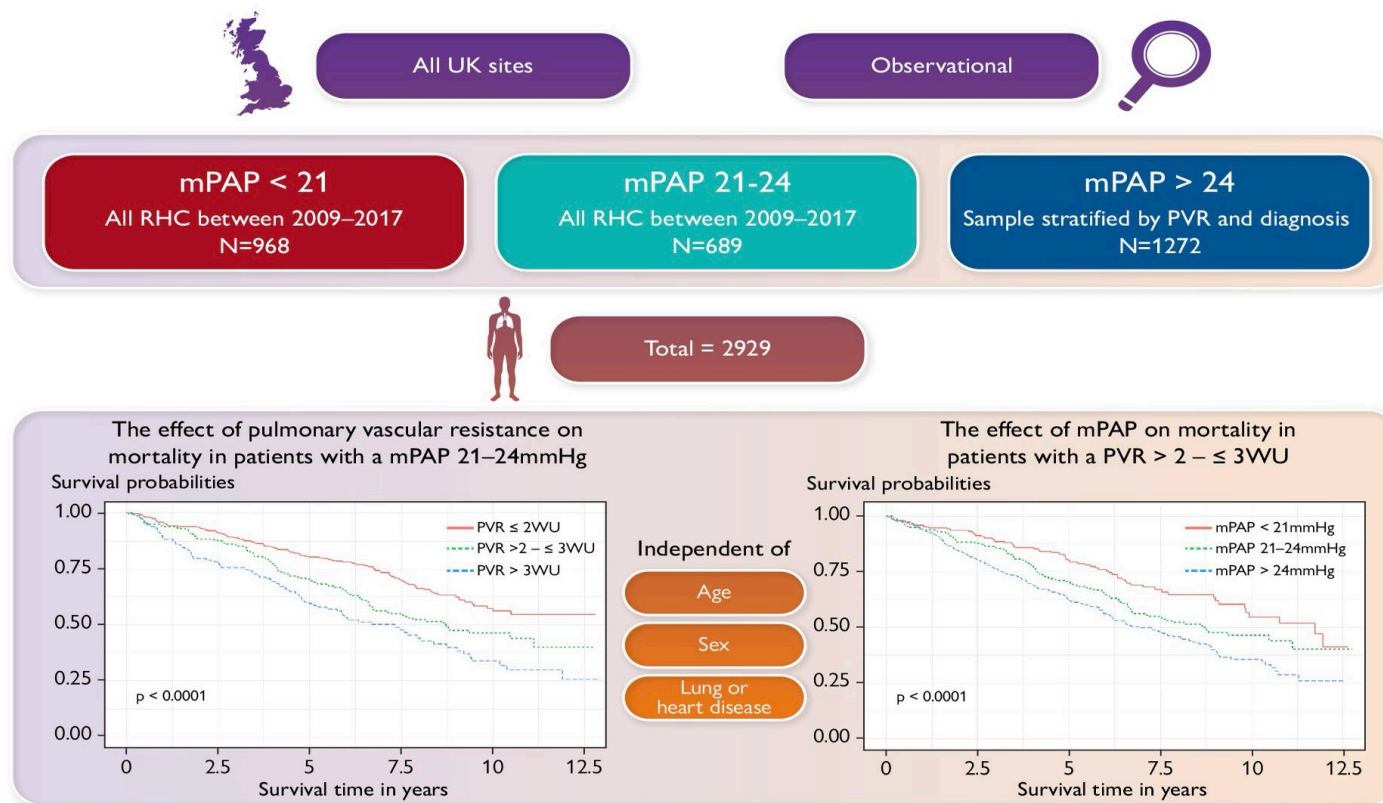 All UK sites
Observational
mPAP < 21
All RHC between 2009–2017
N=968
mPAP 21-24
All RHC between 2009–2017
N=689
mPAP > 24
Sample stratified by PVR and diagnosis
N=1272
Total = 2929
The effect of pulmonary vascular resistance on
mortality in patients with a mPAP 21–24mmHg
Survival probabilities
1.00
0.75
0.50
0.25
0.00
PVR ≤ 2WU
PVR >2 – ≤ 3WU
PVR > 3WU
p < 0.0001
0
2.5
5.0
7.5
10
12.5
Survival time in years
Independent of
Age
Sex
Lung or
heart disease
The effect of mPAP on mortality in
patients with a PVR > 2 – ≤ 3WU
Survival probabilities
1.00
0.75
0.50
0.25
0.00
mPAP < 21mmHg
mPAP 21–24mmHg
mPAP > 24mmHg
p < 0.0001
0
2.5
5.0
7.5
10
12.5
Survival time in years